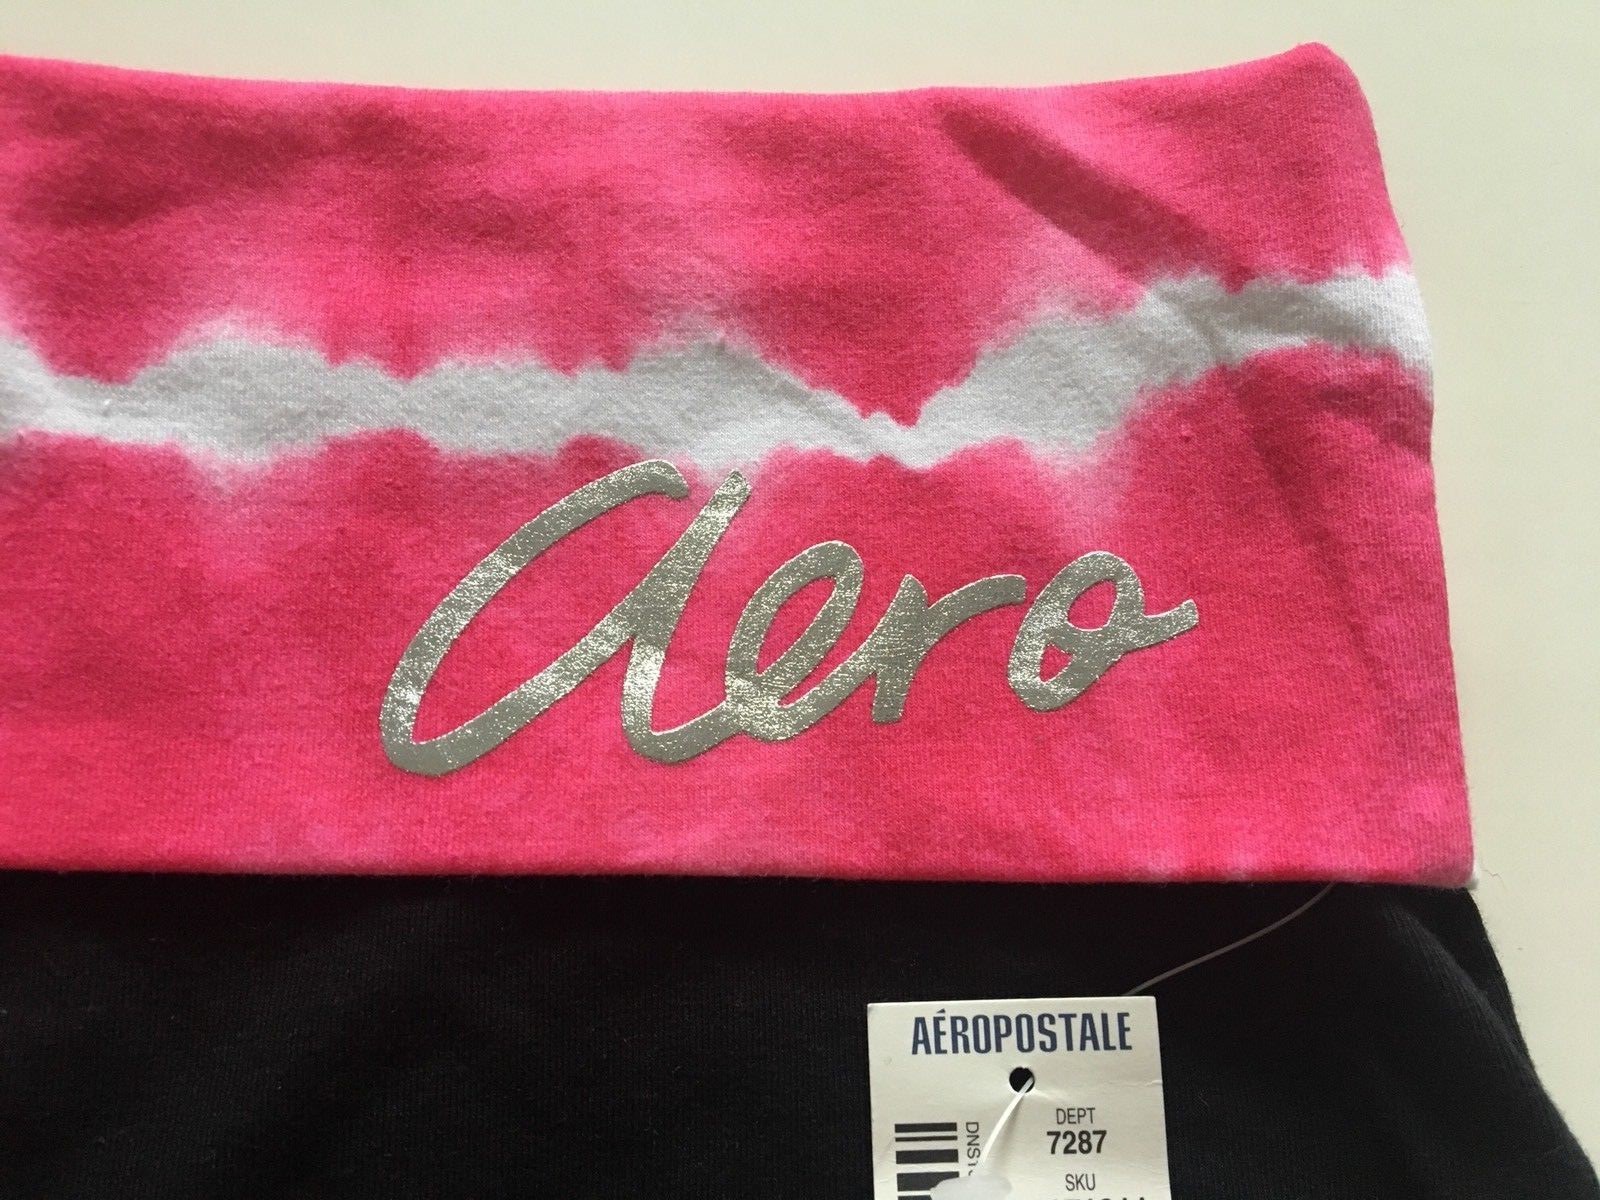 aero
AÉROPOSTALE
DEPT
7287
SKU